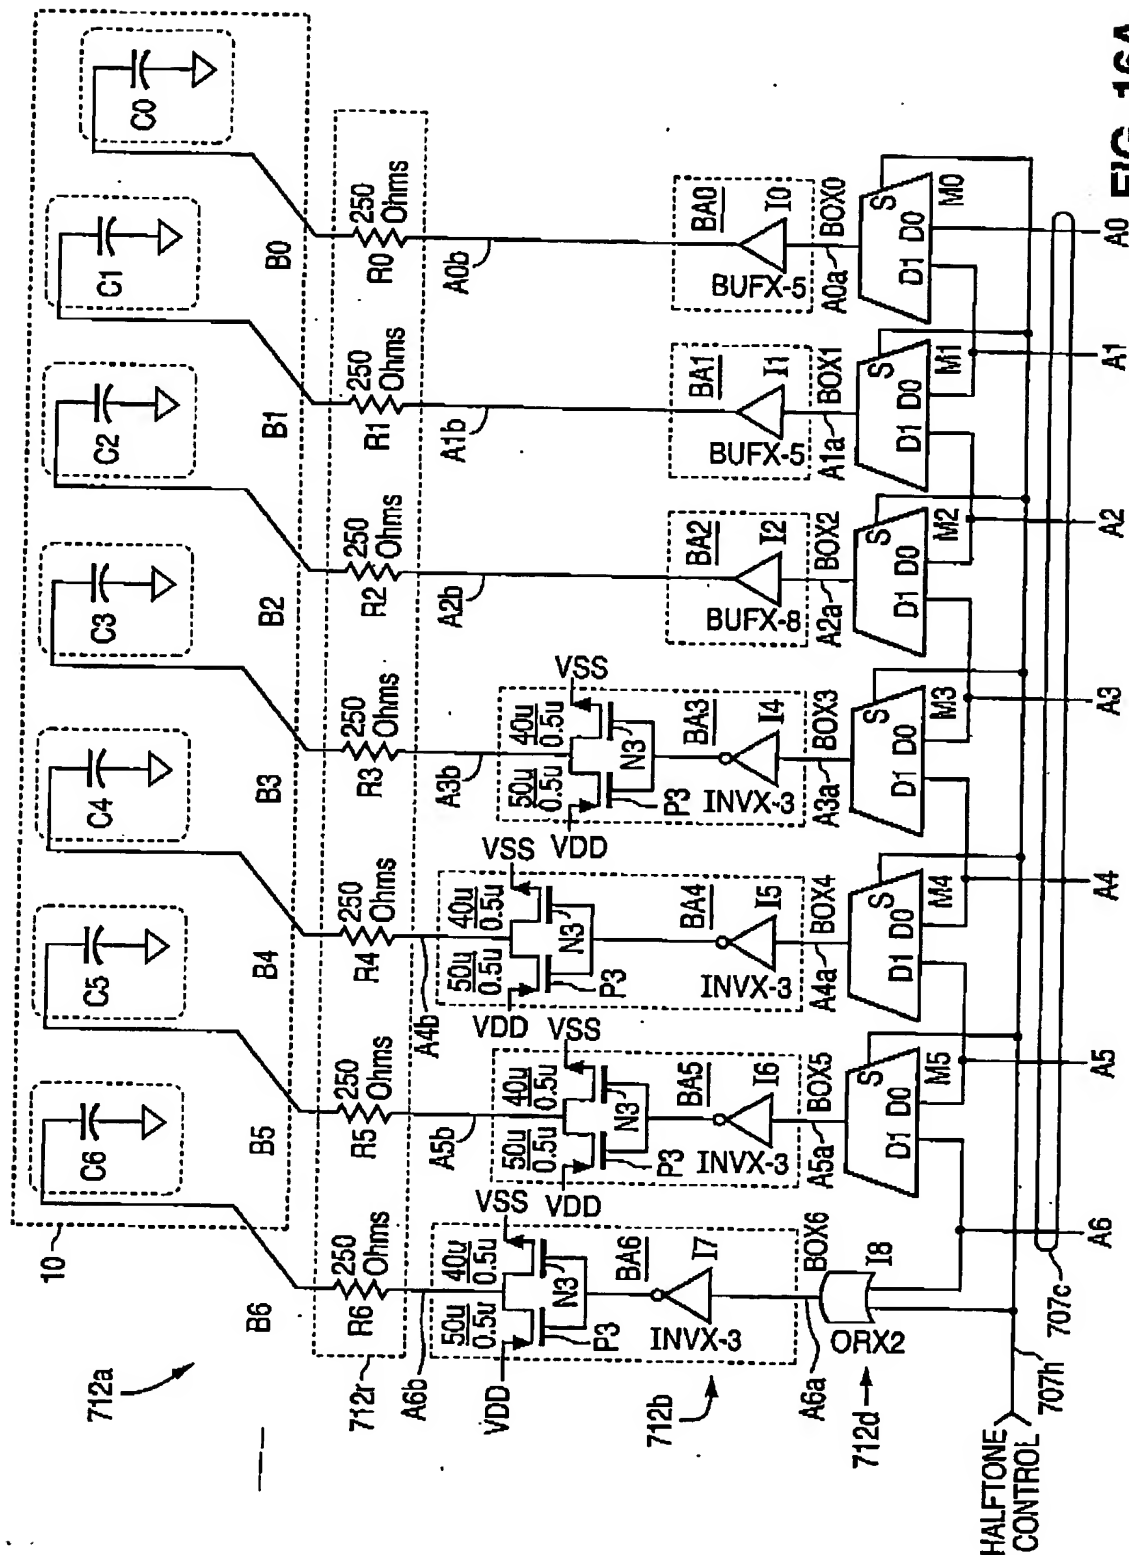 712a
10
C6
C5
C4
C3
C2
C1
C0
B6
B5
B4
B3
B2
B1
B0
712r
R6
250
Ohms
R5
250
Ohms
R4
250
Ohms
R3
250
Ohms
R2
250
Ohms
R1
250
Ohms
R0
250
Ohms
A6b
A5b
A4b
A3b
A2b
A1b
A0b
VDD
50u
0.5u
40u
0.5u
VSS
P3
N3
VDD
50u
0.5u
40u
0.5u
VSS
P3
N3
VDD
50u
0.5u
40u
0.5u
VSS
P3
N3
VDD
50u
0.5u
40u
0.5u
VSS
P3
N3
712b
BA6
INVX-3
I7
BA5
INVX-3
I6
BA4
INVX-3
I5
BA3
INVX-3
I4
BA2
BUFX-8
I2
BA1
BUFX-5
I1
BA0
BUFX-5
I0
A6a
BOX6
A5a
BOX5
A4a
BOX4
A3a
BOX3
A2a
BOX2
A1a
BOX1
A0a
BOX0
712d
ORX2
I8
S
D1 D0
M5
S
D1 D0
M4
S
D1 D0
M3
S
D1 D0
M2
S
D1 D0
M1
S
D1 D0
M0
HALFTONE
CONTROL
707h
707c
A6
A5
A4
A3
A2
A1
A0
FIG. 16A